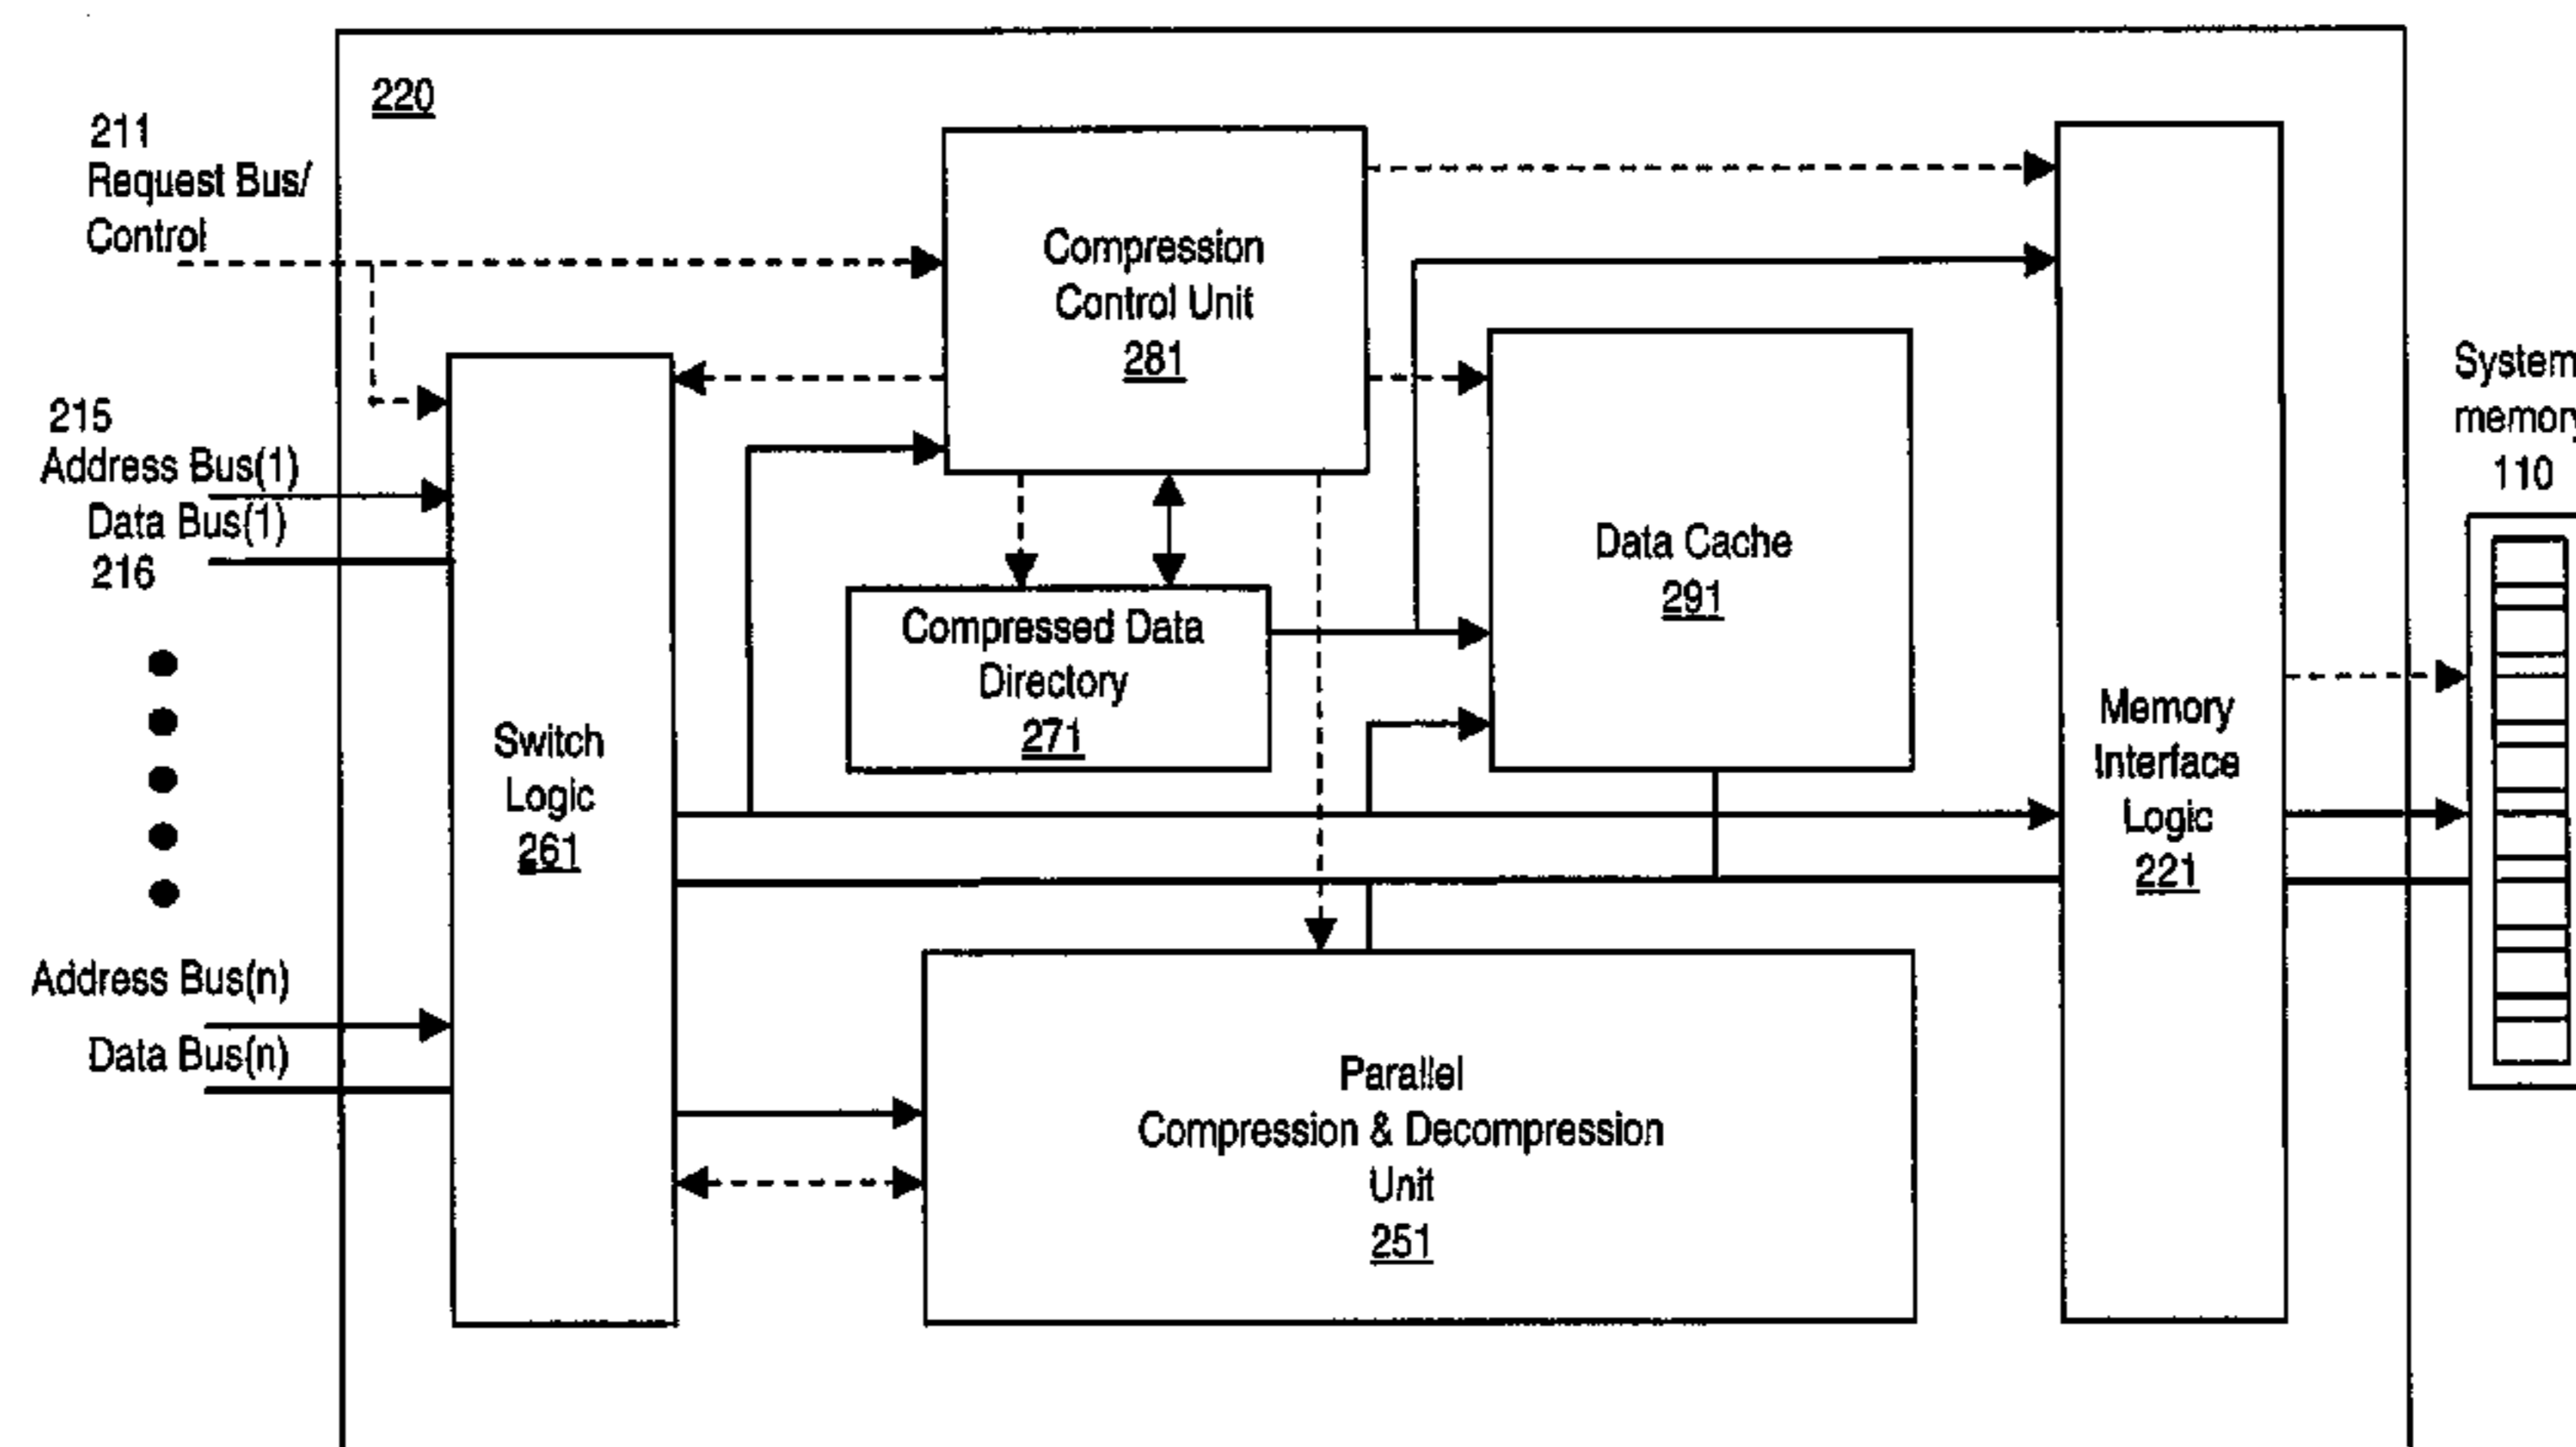 220
211
Request Bus/
Control
Compression
Control Unit
281
215
Address Bus(1)
Data Bus(1)
216
System
memory
110
Data Cache
291
Compressed Data
Directory
271
Switch
Logic
261
Memory
Interface
Logic
221
Address Bus(n)
Data Bus(n)
Parallel
Compression & Decompression
Unit
251